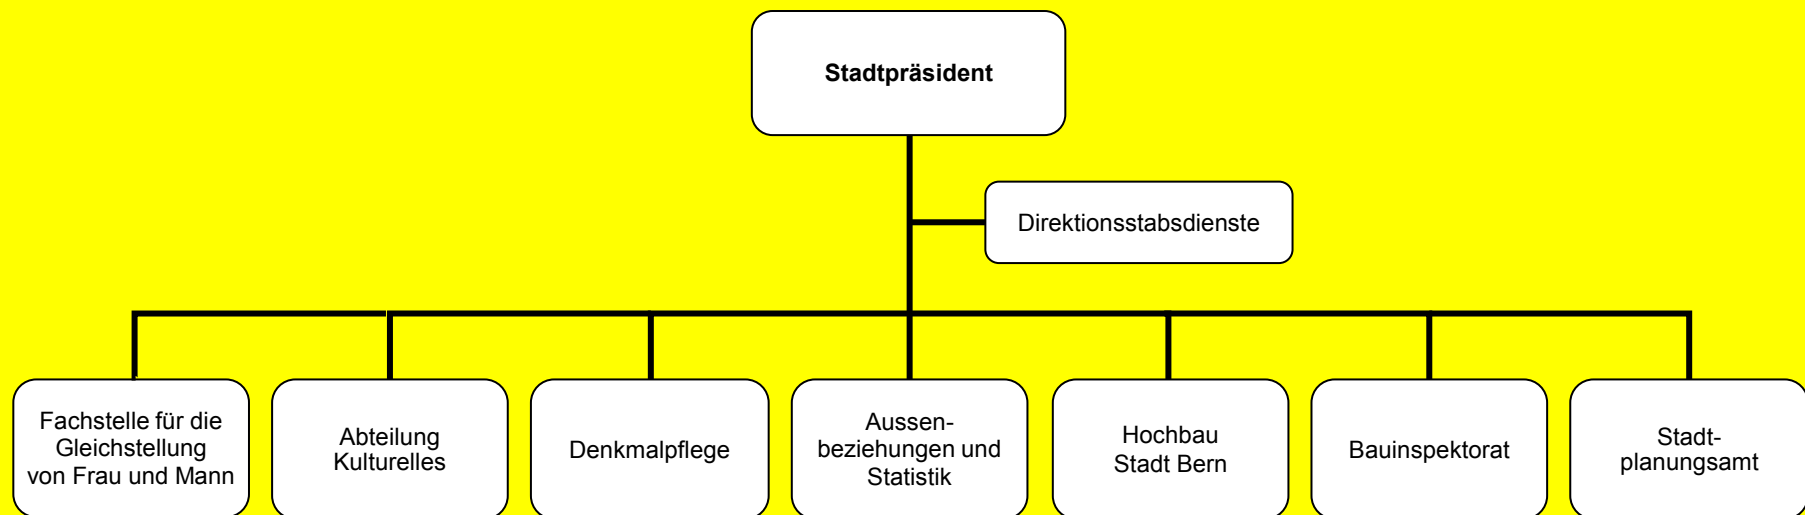 Stadtpräsident
Direktionsstabsdienste
Fachstelle für die
Gleichstellung
von Frau und Mann
Abteilung
Kulturelles
Denkmalpflege
Aussen-
beziehungen und
Statistik
Hochbau
Stadt Bern
Bauinspektorat
Stadt-
planungsamt